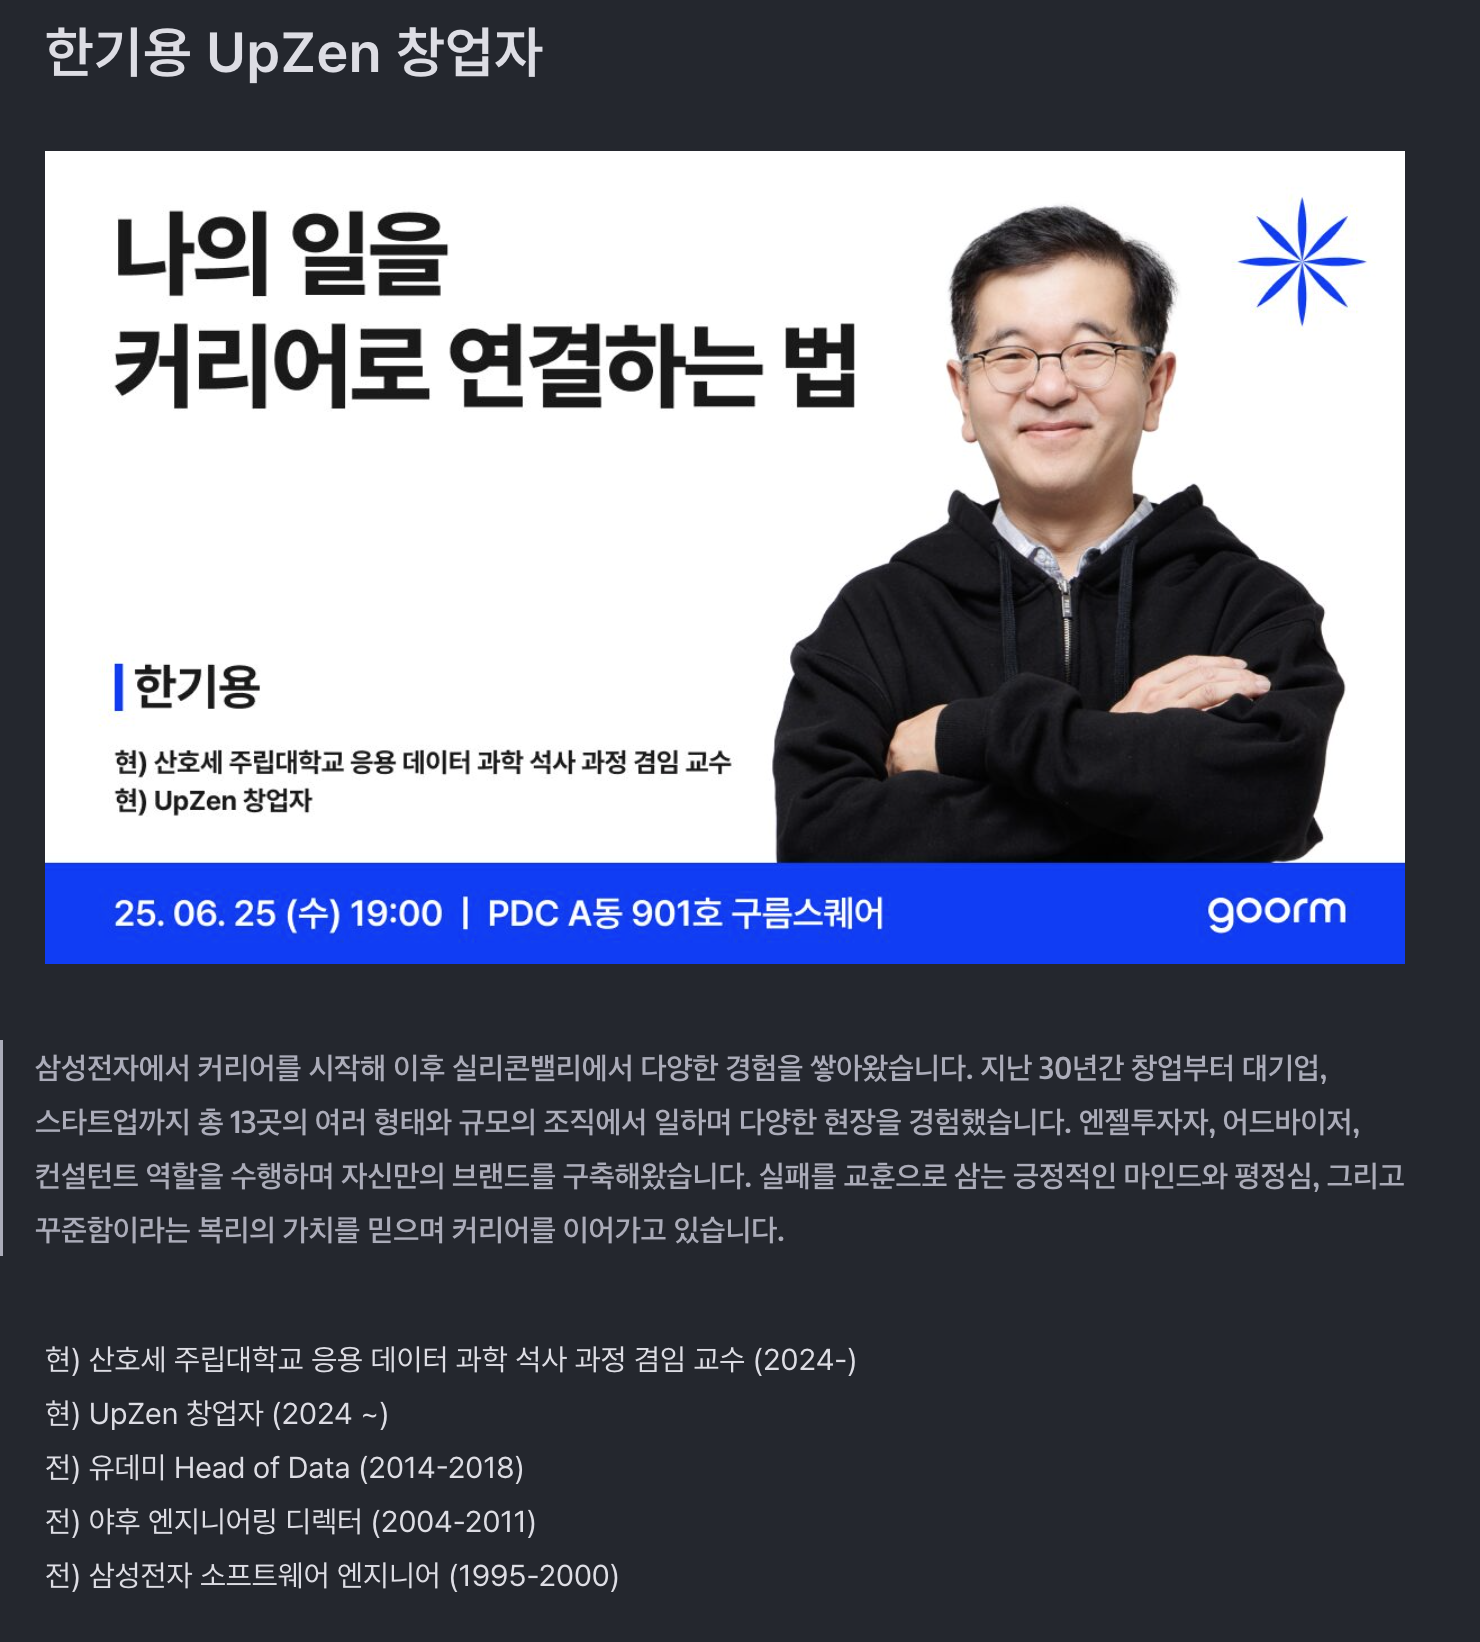 한기용 UpZen 창업자
나의 일을
커리어로 연결하는 법
한기용
현) 산호세 주립대학교 응용 데이터 과학 석사 과정 겸임 교수
현) UpZen 창업자
25. 06. 25 (수) 19:00 | PDC A동 901호 구름스퀘어
goorm
삼성전자에서 커리어를 시작해 이후 실리콘밸리에서 다양한 경험을 쌓아왔습니다. 지난 30년간 창업부터 대기업,
스타트업까지 총 13곳의 여러 형태와 규모의 조직에서 일하며 다양한 현장을 경험했습니다. 엔젤투자자, 어드바이저,
컨설턴트 역할을 수행하며 자신만의 브랜드를 구축해왔습니다. 실패를 교훈으로 삼는 긍정적인 마인드와 평정심, 그리고
꾸준함이라는 복리의 가치를 믿으며 커리어를 이어가고 있습니다.
현) 산호세 주립대학교 응용 데이터 과학 석사 과정 겸임 교수 (2024-)
현) UpZen 창업자 (2024 ~)
전) 유데미 Head of Data (2014-2018)
전) 야후 엔지니어링 디렉터 (2004-2011)
전) 삼성전자 소프트웨어 엔지니어 (1995-2000)